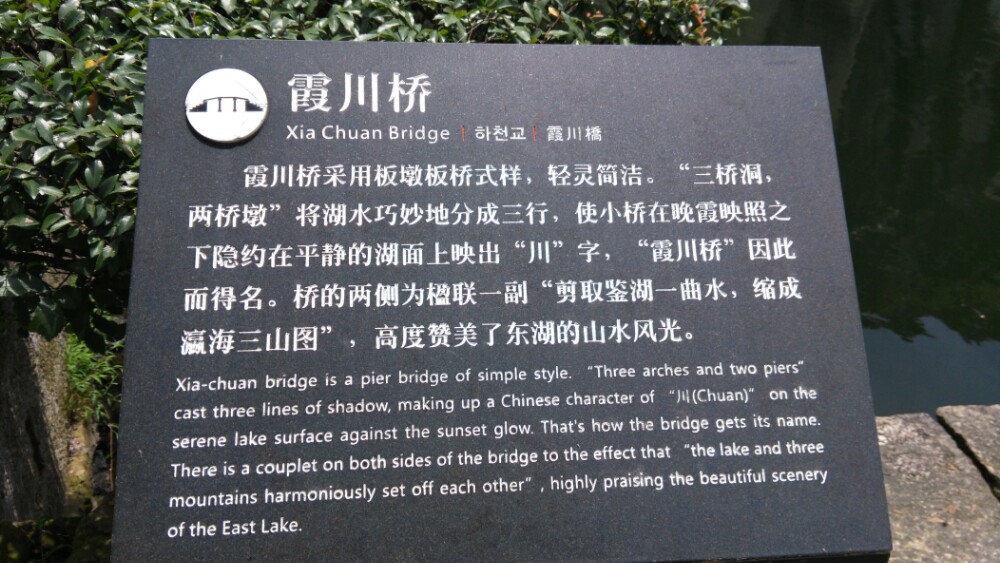 霞川桥
Xia Chuan Bridge | 하천교 | 霞川橋
霞川桥采用板墩板桥式样，轻灵简洁。“三桥洞，
两桥墩”将湖水巧妙地分成三行，使小桥在晚霞映照之
下隐约在平静的湖面上映出“川”字，“霞川桥”因此
而得名。桥的两侧为楹联一副“剪取鉴湖一曲水，缩成
瀛海三山图”，高度赞美了东湖的山水风光。
Xia-chuan bridge is a pier bridge of simple style. “Three arches and two piers”
cast three lines of shadow, making up a Chinese character of “川(Chuan)” on the
serene lake surface against the sunset glow. That's how the bridge gets its name.
There is a couplet on both sides of the bridge to the effect that “the lake and three
mountains harmoniously set off each other”, highly praising the beautiful scenery
of the East Lake.